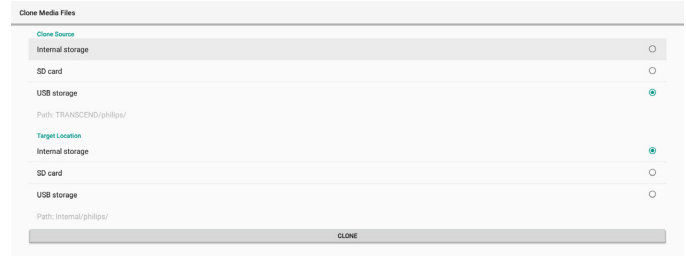 Clone Media Files
Clone Source
Internal storage
SD card
USB storage
Path: TRANSCEND/philips/
Target Location
Internal storage
SD card
USB storage
Path: Internal/philips/
CLONE